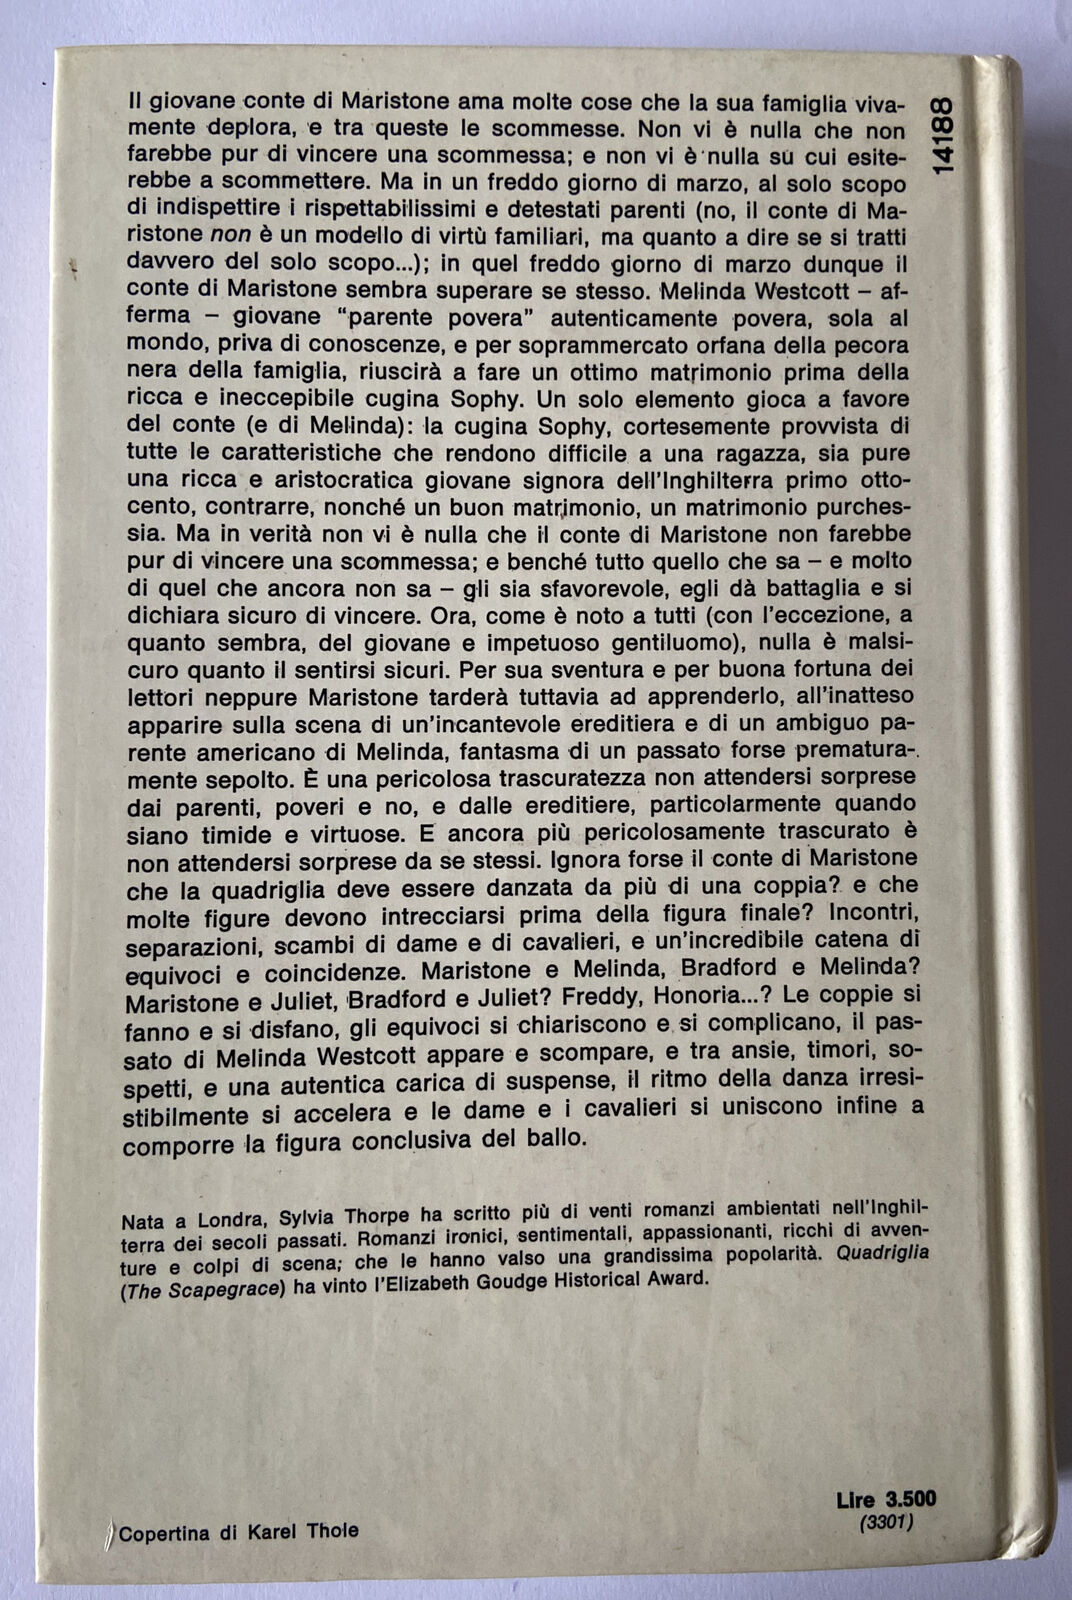 Il giovane conte di Maristone ama molte cose che la sua famiglia viva-
mente deplora, e tra queste le scommesse. Non vi è nulla che non
farebbe pur di vincere una scommessa; e non vi è nulla su cui esite-
rebbe a scommettere. Ma in un freddo giorno di marzo, al solo scopo
di indispettire i rispettabilissimi e detestati parenti (no, il conte di Ma-
ristone non è un modello di virtù familiari, ma quanto a dire se si tratti
davvero del solo scopo...); in quel freddo giorno di marzo dunque il
conte di Maristone sembra superare se stesso. Melinda Westcott – af-
ferma – giovane “parente povera” autenticamente povera, sola al
mondo, priva di conoscenze, e per soprammercato orfana della pecora
nera della famiglia, riuscirà a fare un ottimo matrimonio prima della
ricca e ineccepibile cugina Sophy. Un solo elemento gioca a favore
del conte (e di Melinda): la cugina Sophy, cortesemente provvista di
tutte le caratteristiche che rendono difficile a una ragazza, sia pure
una ricca e aristocratica giovane signora dell'Inghilterra primo otto-
cento, contrarre, nonché un buon matrimonio, un matrimonio purches-
sia. Ma in verità non vi è nulla che il conte di Maristone non farebbe
pur di vincere una scommessa; e benché tutto quello che sa – e molto
di quel che ancora non sa – gli sia sfavorevole, egli dà battaglia e si
dichiara sicuro di vincere. Ora, come è noto a tutti (con l'eccezione, a
quanto sembra, del giovane e impetuoso gentiluomo), nulla è malsi-
curo quanto il sentirsi sicuri. Per sua sventura e per buona fortuna dei
lettori neppure Maristone tarderà tuttavia ad apprenderlo, all'inatteso
apparire sulla scena di un'incantevole ereditiera e di un ambiguo pa-
rente americano di Melinda, fantasma di un passato forse prematura-
mente sepolto. È una pericolosa trascuratezza non attendersi sorprese
dai parenti, poveri e no, e dalle ereditiere, particolarmente quando
siano timide e virtuose. E ancora più pericolosamente trascurato è
non attendersi sorprese da se stessi. Ignora forse il conte di Maristone
che la quadriglia deve essere danzata da più di una coppia? e che
molte figure devono intrecciarsi prima della figura finale? Incontri,
separazioni, scambi di dame e di cavalieri, e un'incredibile catena di
equivoci e coincidenze. Maristone e Melinda, Bradford e Melinda?
Maristone e Juliet, Bradford e Juliet? Freddy, Honoria...? Le coppie si
fanno e si disfano, gli equivoci si chiariscono e si complicano, il pas-
sato di Melinda Westcott appare e scompare, e tra ansie, timori, so-
spetti, e una autentica carica di suspense, il ritmo della danza irresi-
stibilmente si accelera e le dame e i cavalieri si uniscono infine a
comporre la figura conclusiva del ballo.
Nata a Londra, Sylvia Thorpe ha scritto più di venti romanzi ambientati nell'Inghil-
terra dei secoli passati. Romanzi ironici, sentimentali, appassionanti, ricchi di avven-
ture e colpi di scena; che le hanno valso una grandissima popolarità. Quadriglia
(The Scapegrace) ha vinto l'Elizabeth Goudge Historical Award.
Copertina di Karel Thole
Lire 3.500
(3301)
14188